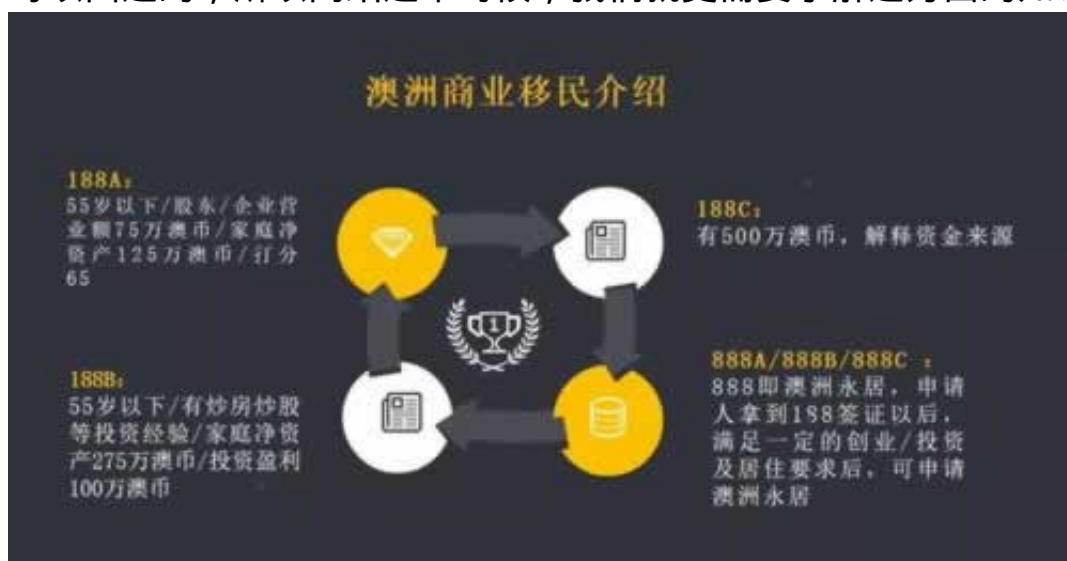 澳洲商业移民介绍
188A:
55岁以下/股东/企业营
业额75万澳币/家庭净
资产125万澳币/打分
65
188C:
有500万澳币，解释资金来源
188B:
55岁以下/有炒房炒股
等投资经验/家庭净资
产275万澳币/投资盈利
100万澳币
888A/888B/888C :
888即澳洲永居，申请
人拿到188签证以后，
满足一定的创业/投资
及居住要求后，可申请
澳洲永居
1